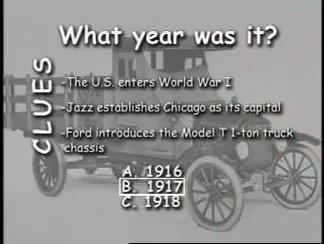 What year was it?
CLUES
-The U.S. enters World War I
-Jazz establishes Chicago as its capital
-Ford introduces the Model T 1-ton truck
chassis
A. 1916
B. 1917
C. 1918